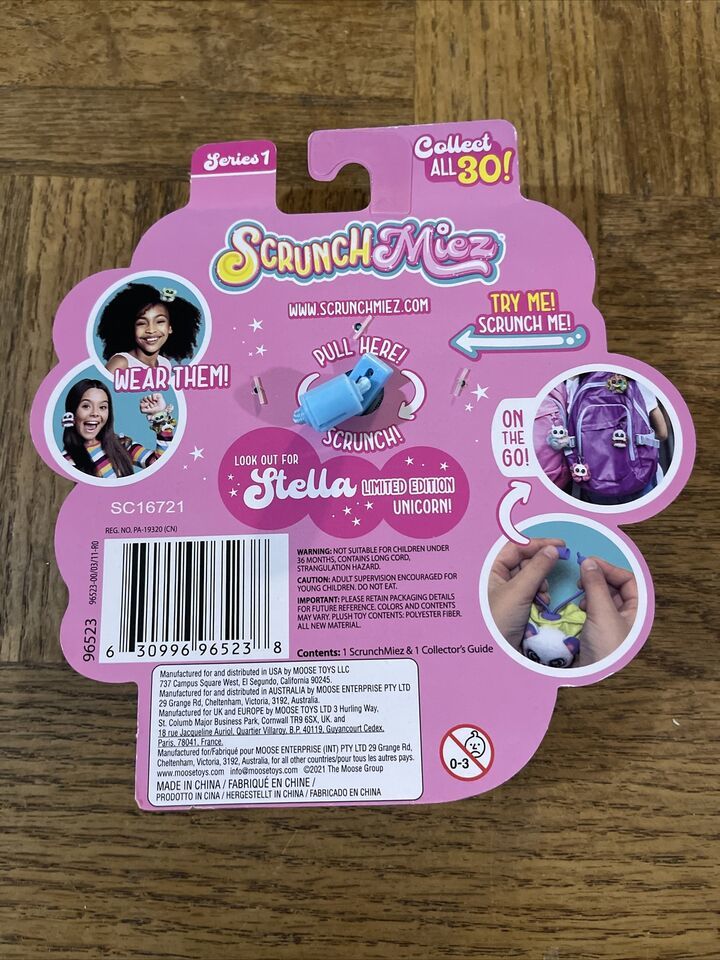 Series 1
Collect
ALL 30!
SCRUNCHMiez
WWW.SCRUNCHMIEZ.COM
TRY ME!
SCRUNCH ME!
PULL HERE!
SCRUNCH!
WEAR THEM!
ON
THE
GO!
LOOK OUT FOR
Stella LIMITED EDITION
UNICORN!
SC16721
REG. NO. PA-19320 (CN)
96523 96523-00/03/11-R0
6 30996 96523 8
WARNING: NOT SUITABLE FOR CHILDREN UNDER
36 MONTHS, CONTAINS LONG CORD,
STRANGULATION HAZARD.
CAUTION: ADULT SUPERVISION ENCOURAGED FOR
YOUNG CHILDREN. DO NOT EAT.
IMPORTANT: PLEASE RETAIN PACKAGING DETAILS
FOR FUTURE REFERENCE. COLORS AND CONTENTS
MAY VARY. PLUSH TOY CONTENTS: POLYESTER FIBER.
ALL NEW MATERIAL.
Contents: 1 ScrunchMiez & 1 Collector's Guide
Manufactured for and distributed in USA by MOOSE TOYS LLC
737 Campus Square West, El Segundo, California 90245.
Manufactured for and distributed in AUSTRALIA by MOOSE ENTERPRISE PTY LTD
29 Grange Rd, Cheltenham, Victoria, 3192, Australia.
Manufactured for UK and EUROPE by MOOSE TOYS LTD 3 Hurling Way,
St. Columb Major Business Park, Cornwall TR9 6SX, UK. and
18 rue Jacqueline Auriol, Quartier Villaroy, B.P. 40119, Guyancourt Cedex,
Paris, 78041, France.
Manufactured for/Fabriqué pour MOOSE ENTERPRISE (INT) PTY LTD 29 Grange Rd,
Cheltenham, Victoria, 3192, Australia, for all other countries/pour tous les autres pays.
www.moosetoys.com info@moosetoys.com ©2021 The Moose Group
MADE IN CHINA / FABRIQUÉ EN CHINE /
PRODOTTO IN CINA / HERGESTELLT IN CHINA / FABRICADO EN CHINA
0-3